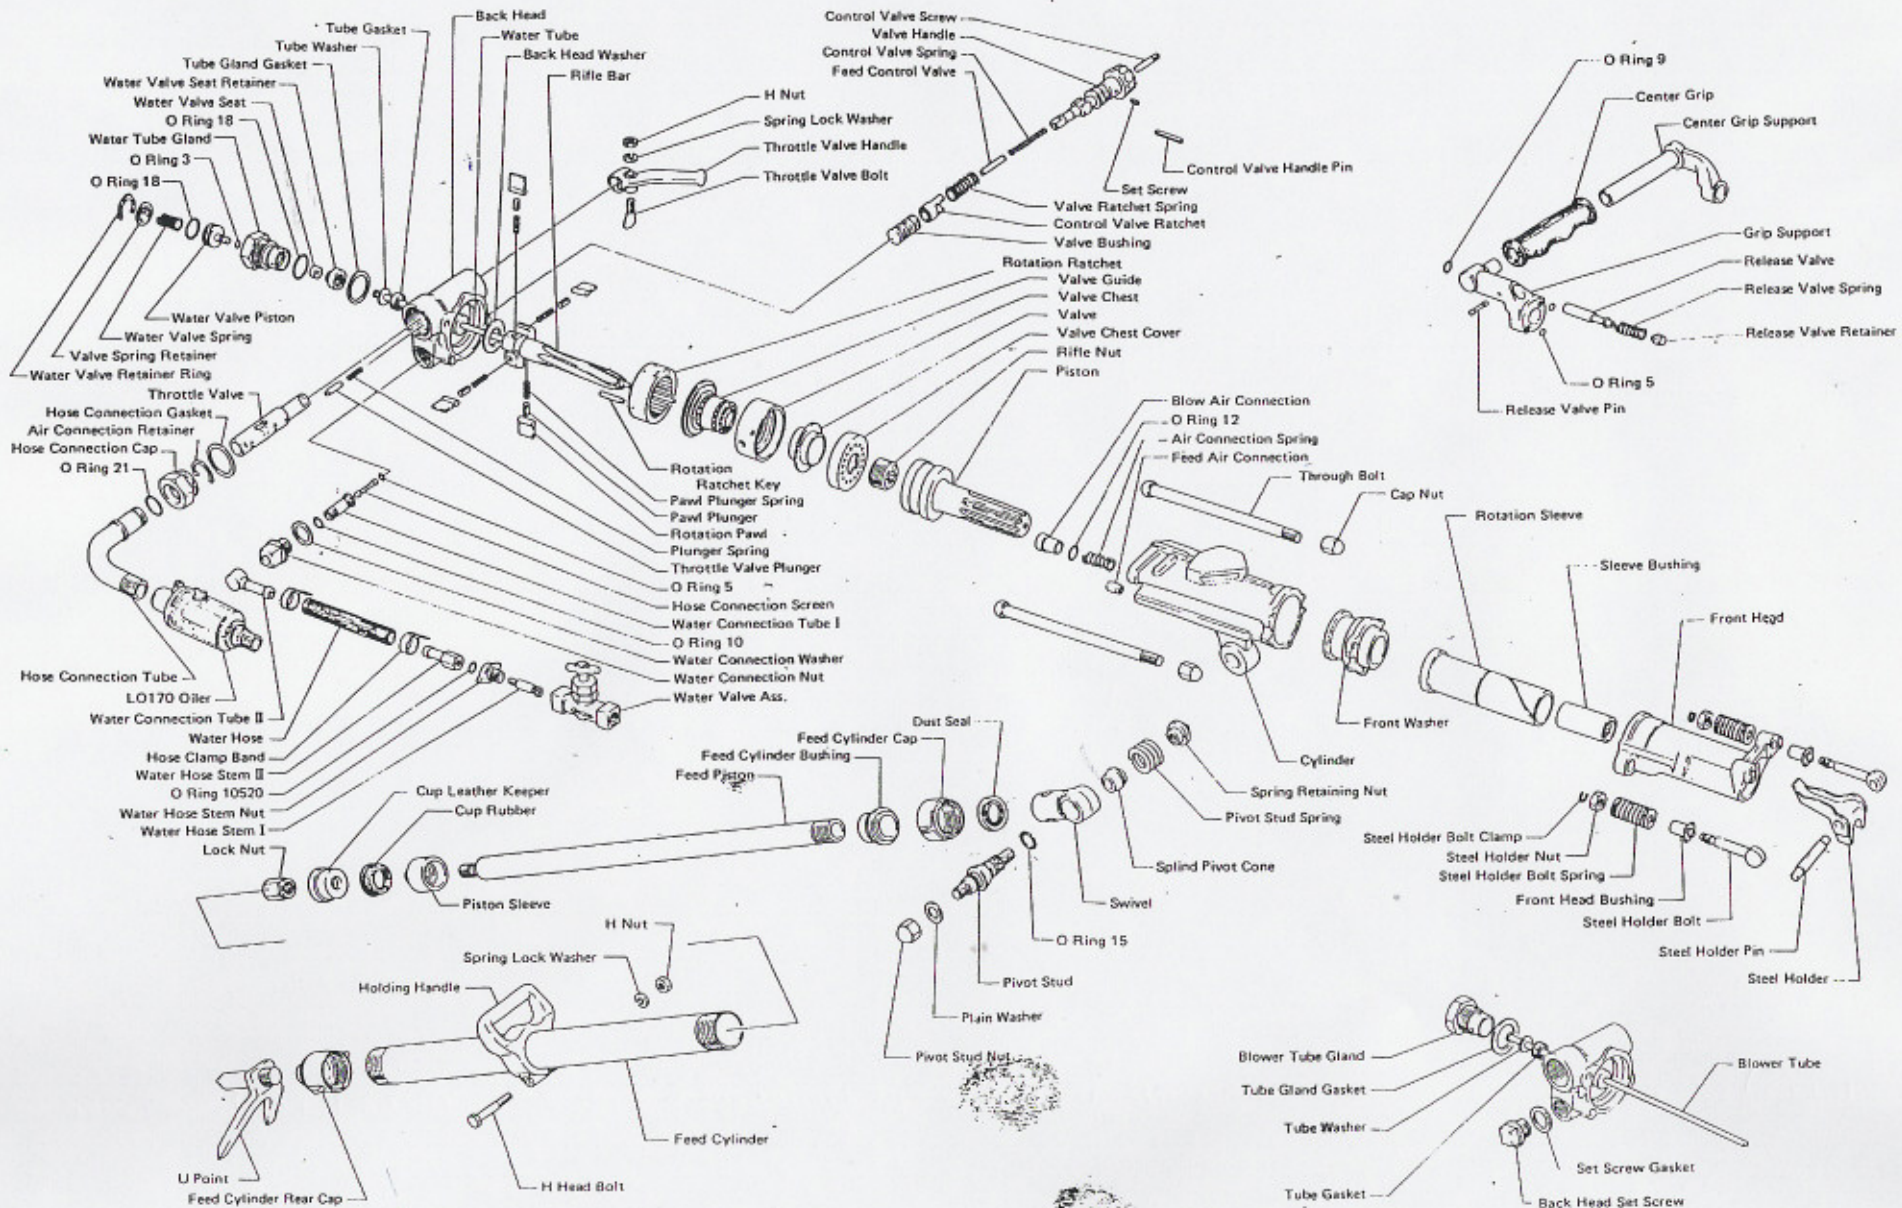 Back Head
Tube Gasket
Water Tube
Tube Washer
Back Head Washer
Tube Gland Gasket
Rifle Bar
Water Valve Seat Retainer
Water Valve Seat
O Ring 18
Water Tube Gland
O Ring 3
O Ring 18
Water Valve Piston
Water Valve Spring
Valve Spring Retainer
Water Valve Retainer Ring
Throttle Valve
Hose Connection Gasket
Air Connection Retainer
Hose Connection Cap
O Ring 21
Hose Connection Tube
LO170 Oiler
Water Connection Tube II
Water Hose
Hose Clamp Band
Water Hose Stem II
O Ring 10520
Water Hose Stem Nut
Water Hose Stem I
H Nut
Spring Lock Washer
Throttle Valve Handle
Throttle Valve Bolt
Control Valve Screw
Valve Handle
Control Valve Spring
Feed Control Valve
Control Valve Handle Pin
Set Screw
Valve Ratchet Spring
Control Valve Ratchet
Valve Bushing
Rotation Ratchet
Valve Guide
Valve Chest
Valve
Valve Chest Cover
Rifle Nut
Piston
Rotation
Ratchet Key
Pawl Plunger Spring
Pawl Plunger
Rotation Pawl
Plunger Spring
Throttle Valve Plunger
O Ring 5
Hose Connection Screen
Water Connection Tube I
O Ring 10
Water Connection Washer
Water Connection Nut
Water Valve Ass.
O Ring 9
Center Grip
Center Grip Support
Grip Support
Release Valve
Release Valve Spring
Release Valve Retainer
O Ring 5
Release Valve Pin
Blow Air Connection
O Ring 12
Air Connection Spring
Feed Air Connection
Through Bolt
Cap Nut
Rotation Sleeve
Sleeve Bushing
Front Head
Front Washer
Cylinder
Spring Retaining Nut
Pivot Stud Spring
Splind Pivot Cone
Swivel
O Ring 15
Pivot Stud
Plain Washer
Pivot Stud Nut
Dust Seal
Feed Cylinder Cap
Feed Cylinder Bushing
Feed Piston
Cup Leather Keeper
Cup Rubber
Lock Nut
Piston Sleeve
H Nut
Spring Lock Washer
Holding Handle
Feed Cylinder
H Head Bolt
U Point
Feed Cylinder Rear Cap
Steel Holder Bolt Clamp
Steel Holder Nut
Steel Holder Bolt Spring
Front Head Bushing
Steel Holder Bolt
Steel Holder Pin
Steel Holder
Blower Tube Gland
Tube Gland Gasket
Tube Washer
Tube Gasket
Blower Tube
Set Screw Gasket
Back Head Set Screw